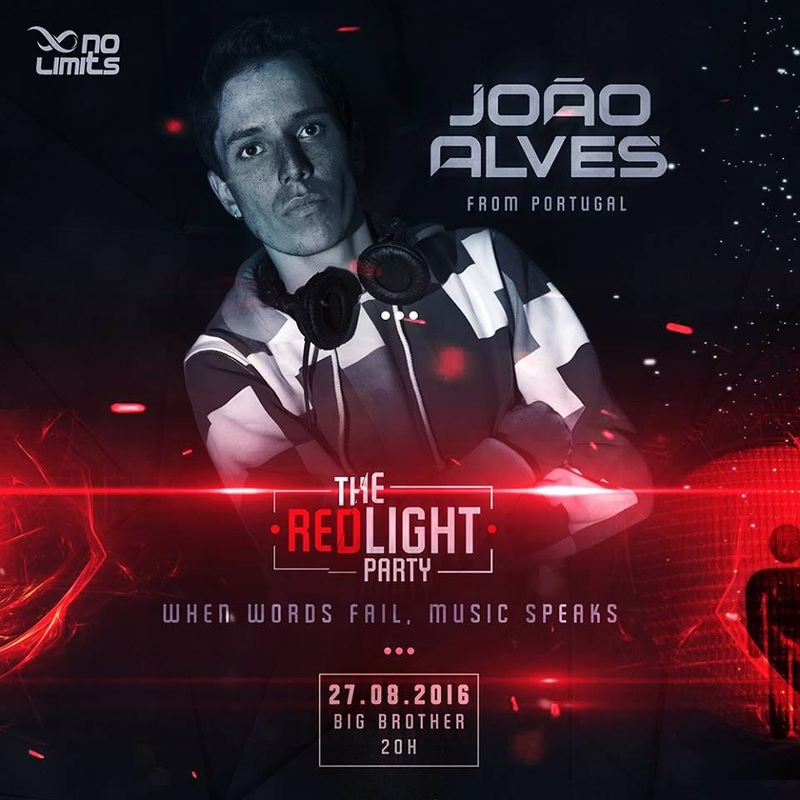 no
LIMITS
JOÃO
ALVES
FROM PORTUGAL
THE
REDLIGHT
PARTY
WHEN WORDS FAIL, MUSIC SPEAKS
27.08.2016
BIG BROTHER
20H